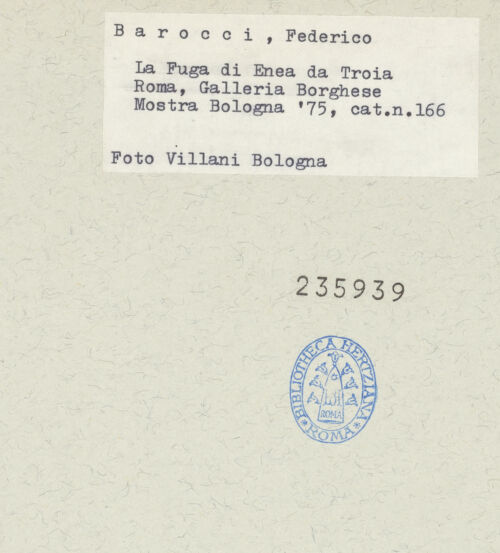 B a r o c c i , Federico
La Fuga di Enea da Troia
Roma, Galleria Borghese
Mostra Bologna '75, cat.n.166
Foto Villani Bologna
235939
BIBLIOTHECA HERTZIANA
ROMA
ROMA